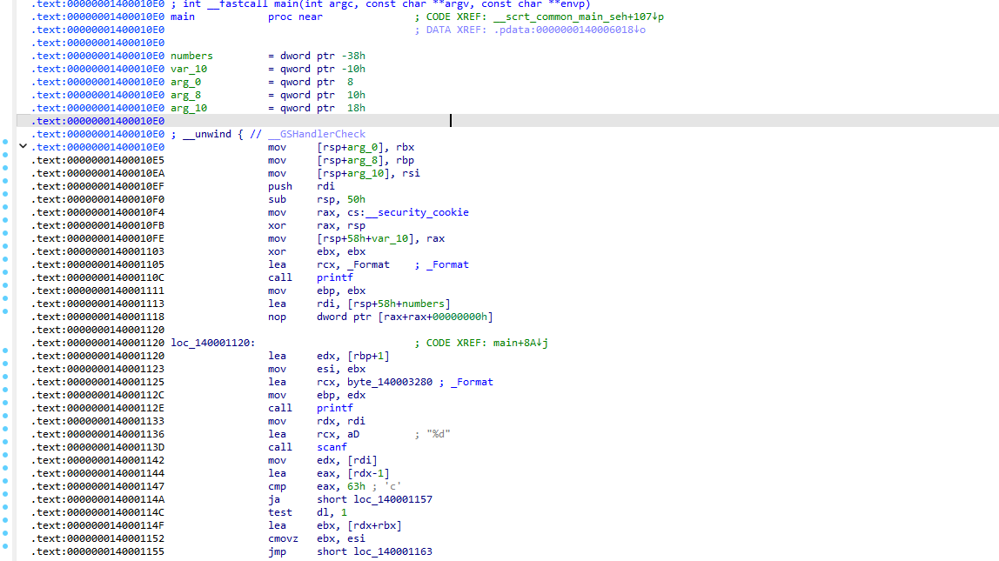 .text:00000001400010E0 ; int __fastcall main(int argc, const char **argv, const char **envp)
.text:00000001400010E0 main            proc near               ; CODE XREF: __scrt_common_main_seh+107↓p
.text:00000001400010E0                                         ; DATA XREF: .pdata:0000000140006018↓o
.text:00000001400010E0
.text:00000001400010E0 numbers         = dword ptr -38h
.text:00000001400010E0 var_10          = qword ptr -10h
.text:00000001400010E0 arg_0           = qword ptr  8
.text:00000001400010E0 arg_8           = qword ptr  10h
.text:00000001400010E0 arg_10          = qword ptr  18h
.text:00000001400010E0
.text:00000001400010E0 ; __unwind { // __GSHandlerCheck
.text:00000001400010E0                 mov     [rsp+arg_0], rbx
.text:00000001400010E5                 mov     [rsp+arg_8], rbp
.text:00000001400010EA                 mov     [rsp+arg_10], rsi
.text:00000001400010EF                 push    rdi
.text:00000001400010F0                 sub     rsp, 50h
.text:00000001400010F4                 mov     rax, cs:__security_cookie
.text:00000001400010FB                 xor     rax, rsp
.text:00000001400010FE                 mov     [rsp+58h+var_10], rax
.text:0000000140001103                 xor     ebx, ebx
.text:0000000140001105                 lea     rcx, _Format    ; _Format
.text:000000014000110C                 call    printf
.text:0000000140001111                 mov     ebp, ebx
.text:0000000140001113                 lea     rdi, [rsp+58h+numbers]
.text:0000000140001118                 nop     dword ptr [rax+rax+00000000h]
.text:0000000140001120
.text:0000000140001120 loc_140001120:                          ; CODE XREF: main+8A↓j
.text:0000000140001120                 lea     edx, [rbp+1]
.text:0000000140001123                 mov     esi, ebx
.text:0000000140001125                 lea     rcx, byte_140003280 ; _Format
.text:000000014000112C                 mov     ebp, edx
.text:000000014000112E                 call    printf
.text:0000000140001133                 mov     rdx, rdi
.text:0000000140001136                 lea     rcx, aD         ; "%d"
.text:000000014000113D                 call    scanf
.text:0000000140001142                 mov     edx, [rdi]
.text:0000000140001144                 lea     eax, [rdx-1]
.text:0000000140001147                 cmp     eax, 63h ; 'c'
.text:000000014000114A                 ja      short loc_140001157
.text:000000014000114C                 test    dl, 1
.text:000000014000114F                 lea     ebx, [rdx+rbx]
.text:0000000140001152                 cmovz   ebx, esi
.text:0000000140001155                 jmp     short loc_140001163